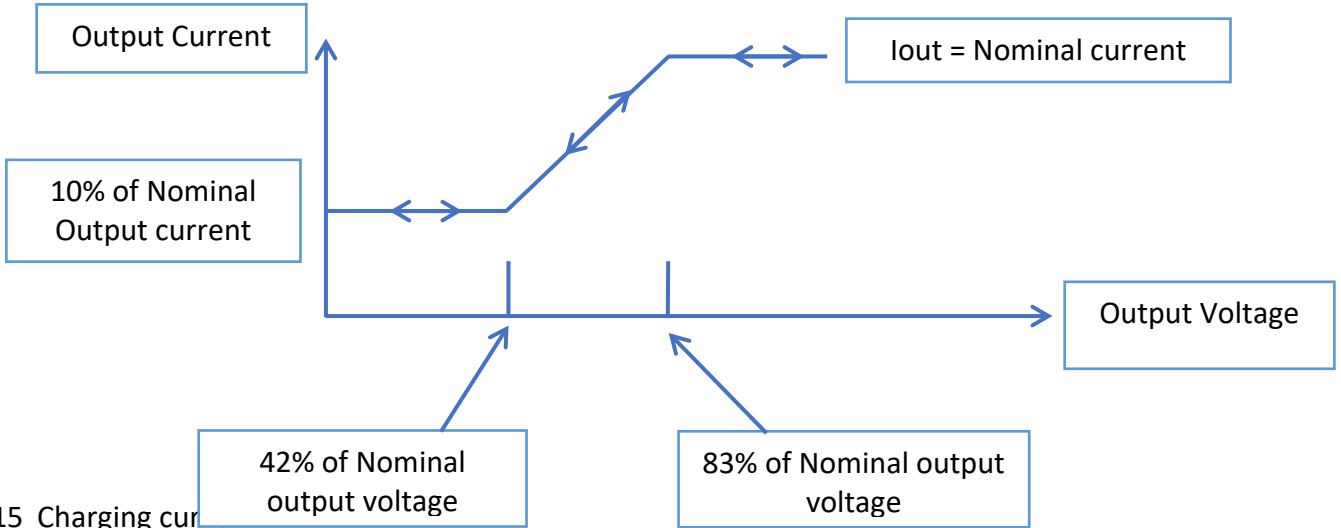 Output Current
Iout = Nominal current
10% of Nominal
Output current
Output Voltage
42% of Nominal
output voltage
83% of Nominal output
voltage
15 Charging